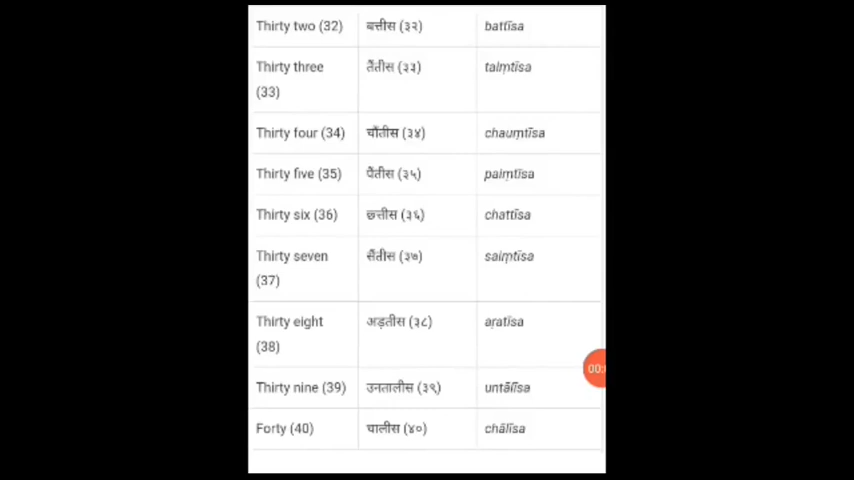 Thirty two (32) बत्तीस (३२) battīsa
Thirty three तैंतीस (३३) taiṃtīsa
(33)
Thirty four (34) चौंतीस (३४) chauṃtīsa
Thirty five (35) पैंतीस (३५) paiṃtīsa
Thirty six (36) छत्तीस (३६) chattīsa
Thirty seven सैंतीस (३७) saiṃtīsa
(37)
Thirty eight अड़तीस (३८) aṛatīsa
(38)
Thirty nine (39) उनतालीस (३९) untālīsa
Forty (40) चालीस (४०) chālīsa